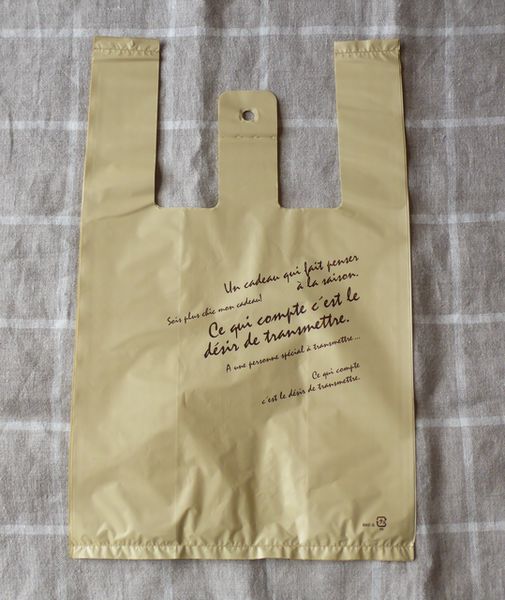 Un cadeau qui fait penser
à la saison.
Sois plus chic mon cadeau!
Ce qui compte c´est le
désir de transmettre.
A une personne spécial à transmettre...
Ce qui compte
c´est le désir de transmettre.